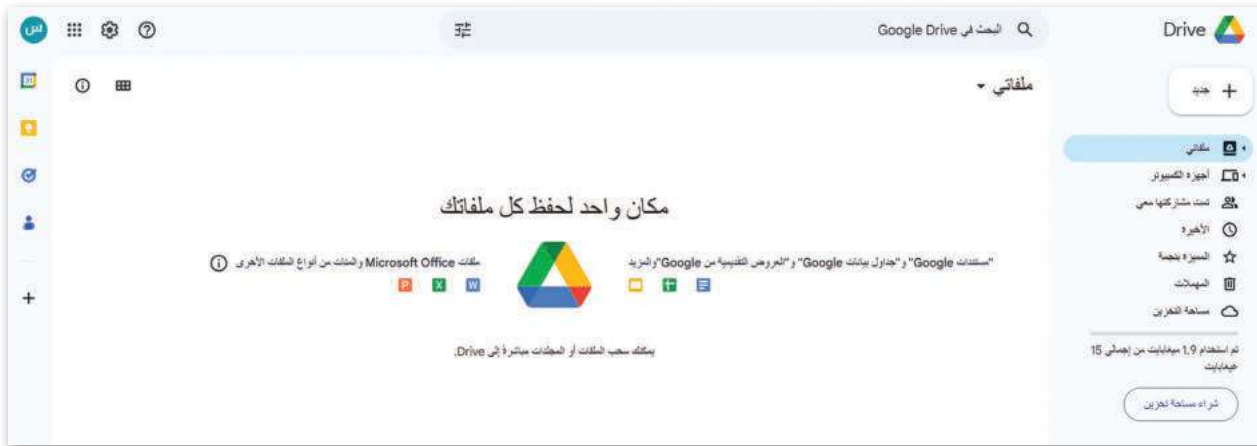 Drive
البحث في Google Drive
لس
+ جديد
ملفاتي
أجهزة الكمبيوتر
تمت مشاركتها معي
الأخيرة
المميزة بنجمة
المهملات
مساحة التخزين
تم استخدام 1.9 ميغابايت من إجمالي 15
غيغابايت
شراء مساحة تخزين
ملفاتي
مكان واحد لحفظ كل ملفاتك
"مستندات Google" و"جداول بيانات Google" و"العروض التقديمية من Google" والمزيد
ملفات Microsoft Office والمئات من أنواع الملفات الأخرى
W X P
يمكنك سحب الملفات أو المجلدات مباشرةً إلى Drive.
31